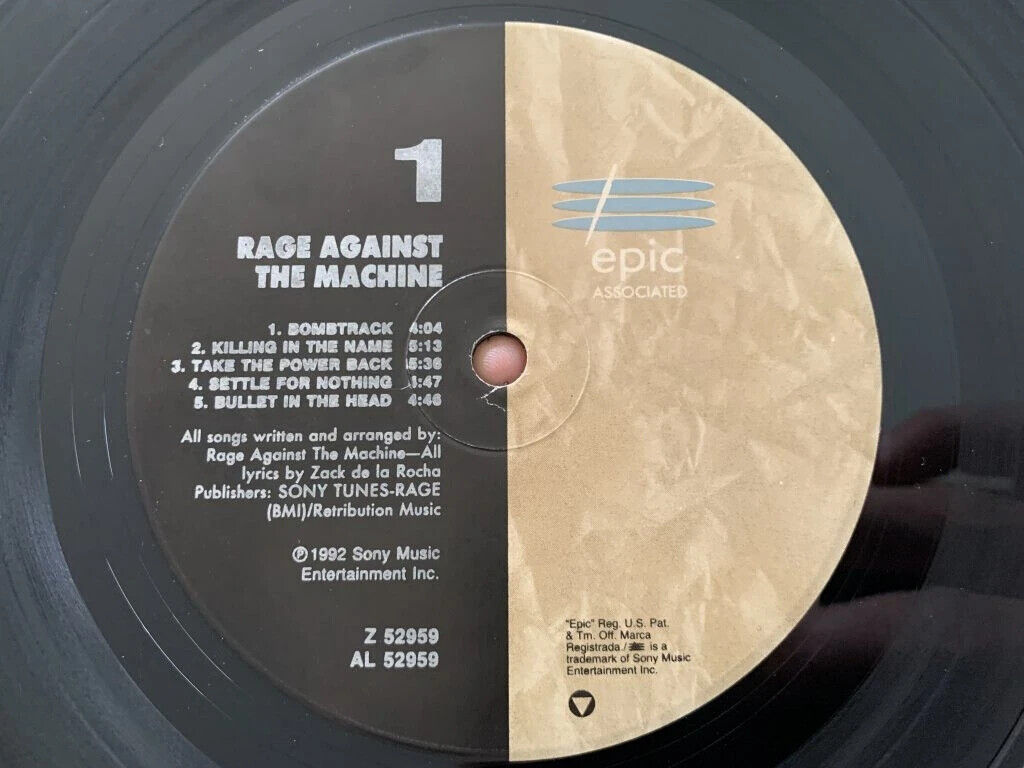 1
RAGE AGAINST
THE MACHINE
1. BOMBTRACK 4:04
2. KILLING IN THE NAME 5:13
3. TAKE THE POWER BACK 5:36
4. SETTLE FOR NOTHING :47
5. BULLET IN THE HEAD 4:46
All songs written and arranged by:
Rage Against The Machine—All
lyrics by Zack de la Rocha
Publishers: SONY TUNES-RAGE
(BMI)/Retribution Music
℗1992 Sony Music
Entertainment Inc.
Z 52959
AL 52959
epic
ASSOCIATED
"Epic" Reg. U.S. Pat.
& Tm. Off. Marca
Registrada / is a
trademark of Sony Music
Entertainment Inc.